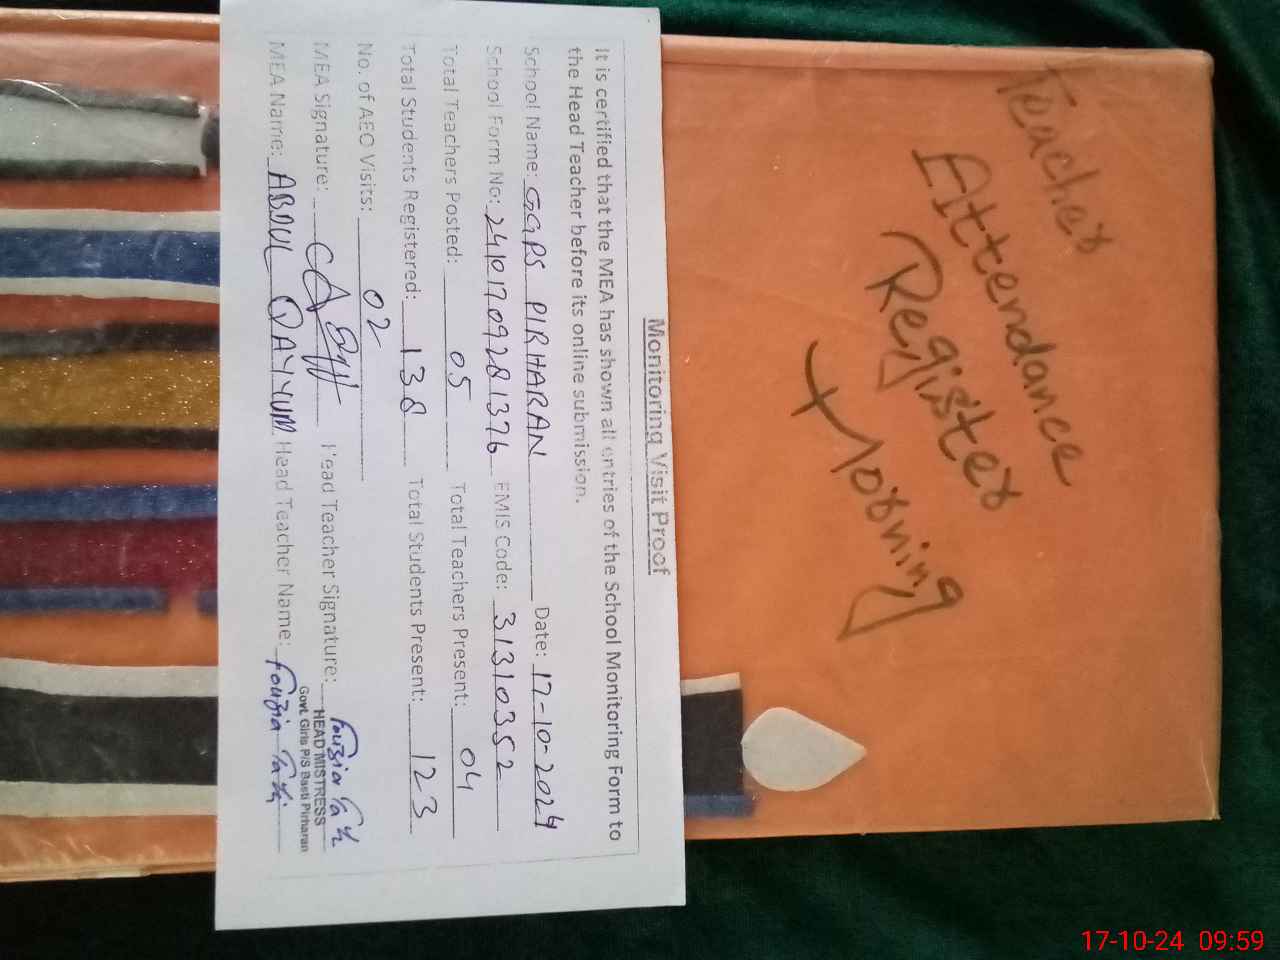 Monitoring Visit Proof
It is certified that the MEA has shown all entries of the School Monitoring Form to
the Head Teacher before its online submission.
School Name: GGPS PIRHARAN Date: 17-10-2024
School Form No: 24101709281376 EMIS Code: 31310352
Total Teachers Posted: 05 Total Teachers Present: 04
Total Students Registered: 138 Total Students Present: 123
No. of AEO Visits: 02
MEA Signature: Head Teacher Signature:
HEAD MISTRESS
Govt. Girls P/S Basti Pirharan
MEA Name: ABDUL QAYYUM Head Teacher Name: Fouzia
Teacher
Attendance
Register
Morning
17-10-24 09:59